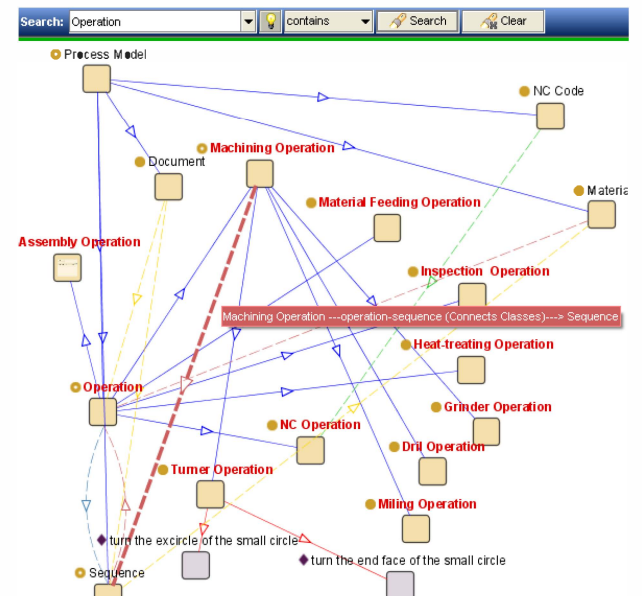 Search: Operation contains Search Clear
Process Model
NC Code
Machining Operation
Document
Materia
Material Feeding Operation
Assembly Operation
Inspection Operation
Machining Operation ---operation-sequence (Connects Classes)---> Sequence
Heat-treating Operation
Operation
Grinder Operation
NC Operation
Dril Operation
Turner Operation
Miling Operation
turn the excircle of the small circle
turn the end face of the small circle
Sequence